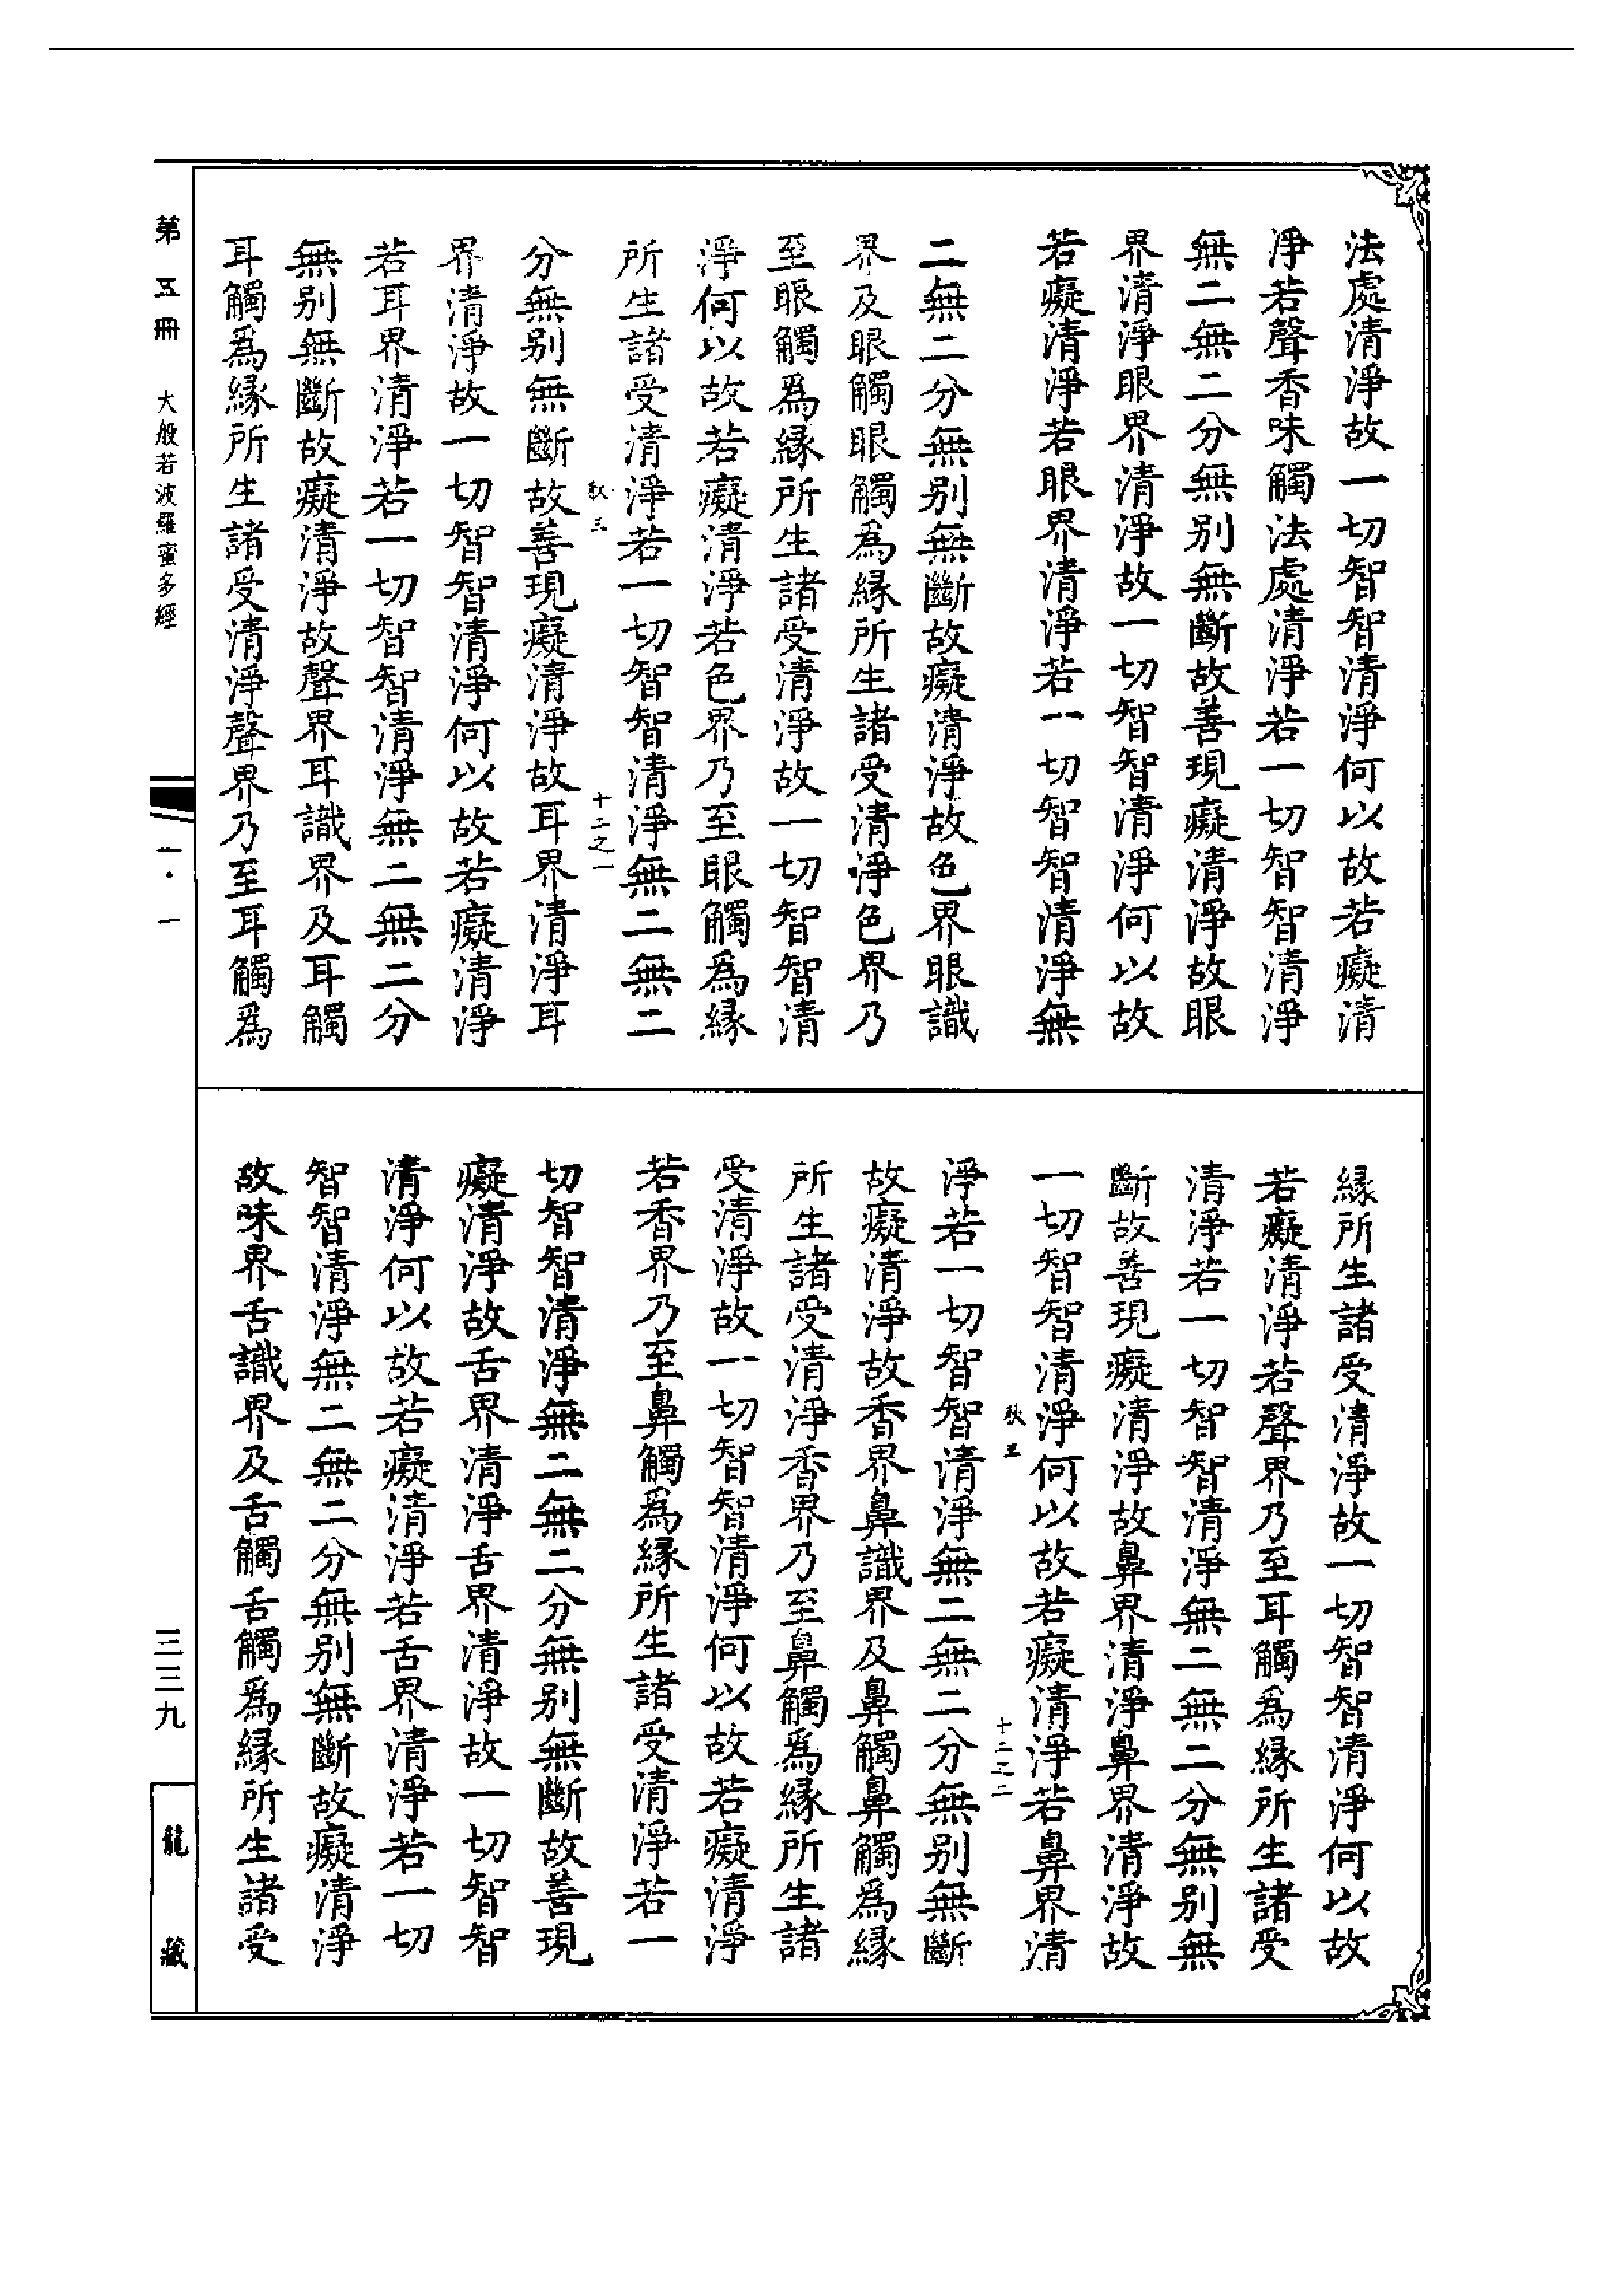 法處清淨故一切智智清淨何以故若癡清
淨若聲香味觸法處清淨若一切智智清淨
無二無二分無别無斷故善現癡清淨故眼
界清淨眼界清淨故一切智智清淨何以故
若癡清淨若眼界清淨若一切智智清淨無
二無二分無别無斷故癡清淨故色界眼識
界及眼觸眼觸爲緣所生諸受清淨色界乃
至眼觸爲緣所生諸受清淨故一切智智清
淨何以故若癡清淨若色界乃至眼觸爲緣
所生諸受清淨若一切智智清淨無二無二
十二之一
分無别無斷故善現癡清淨故耳界清淨耳
界清淨故一切智智清淨何以故若癡清淨
若耳界清淨若一切智智清淨無二無二分
無别無斷故癡清淨故聲界耳識界及耳觸
耳觸爲緣所生諸受清淨聲界乃至耳觸爲
緣所生諸受清淨故一切智智清淨何以故
若癡清淨若聲界乃至耳觸爲緣所生諸受
清淨若一切智智清淨無二無二分無别無
斷故善現癡清淨故鼻界清淨鼻界清淨故
一切智智清淨何以故若癡清淨若鼻界清
十二之二
淨若一切智智清淨無二無二分無别無斷
故癡清淨故香界鼻識界及鼻觸鼻觸爲緣
所生諸受清淨香界乃至鼻觸爲緣所生諸
受清淨故一切智智清淨何以故若癡清淨
若香界乃至鼻觸爲緣所生諸受清淨若一
切智智清淨無二無二分無别無斷故善現
癡清淨故舌界清淨舌界清淨故一切智智
清淨何以故若癡清淨若舌界清淨若一切
智智清淨無二無二分無别無斷故癡清淨
故味界舌識界及舌觸舌觸爲緣所生諸受
第五冊 大般若波羅蜜多經 一·一 三三九 龍藏